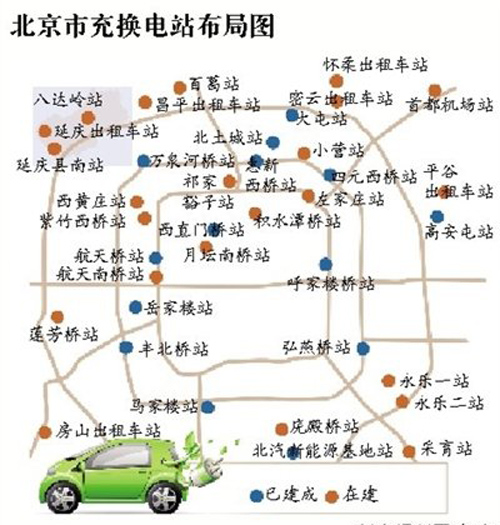 北京市充换电站布局图
怀柔出租车站
百葛站
八达岭站
昌平出租车站
密云出租车站
首都机场站
大屯站
延庆出租车站
北土城站
小营站
延庆县南站
万泉河桥站
惠新
西桥站
四元西桥站
平谷
出租车站
祁家
豁子站
左家庄站
西黄庄站
紫竹西桥站
积水潭桥站
西直门桥站
高安屯站
航天桥站
月坛南桥站
航天南桥站
呼家楼桥站
岳家楼站
莲芳桥站
丰北桥站
弘燕桥站
永乐一站
马家楼站
永乐二站
房山出租车站
庑殿桥站
北汽新能源基地站
采育站
已建成
在建